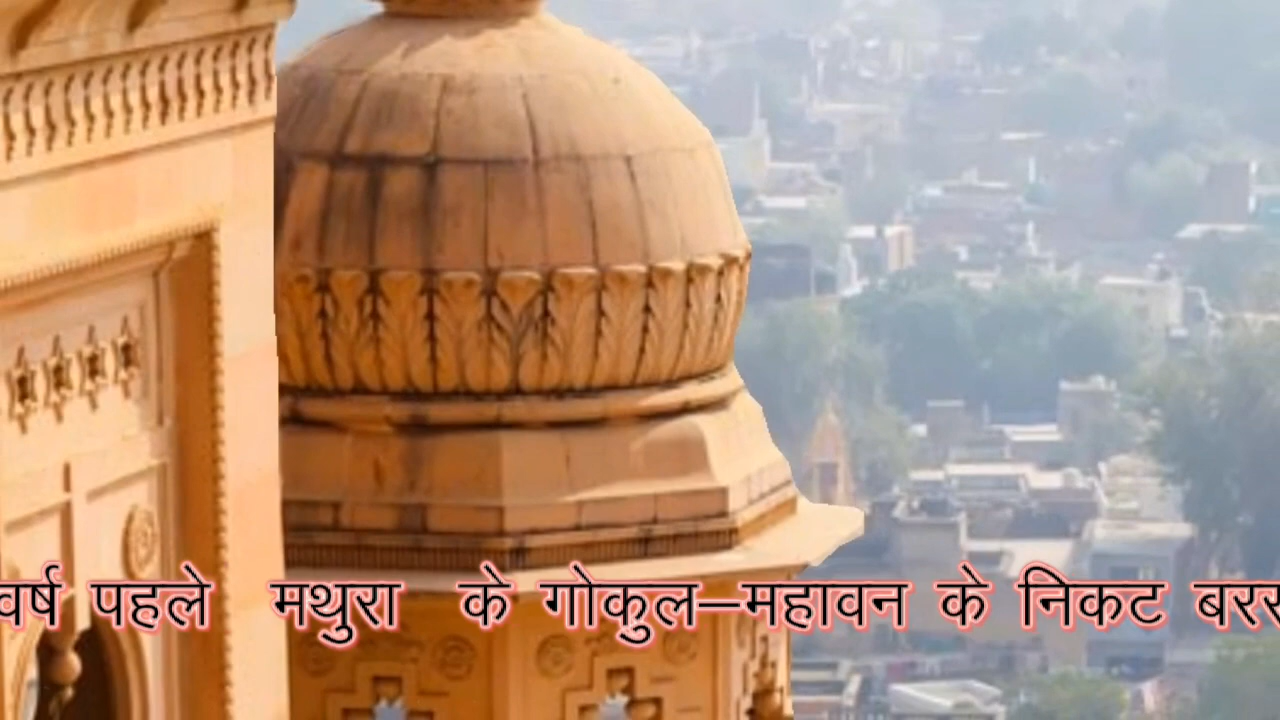 वर्ष पहले मथुरा के गोकुल–महावन के निकट